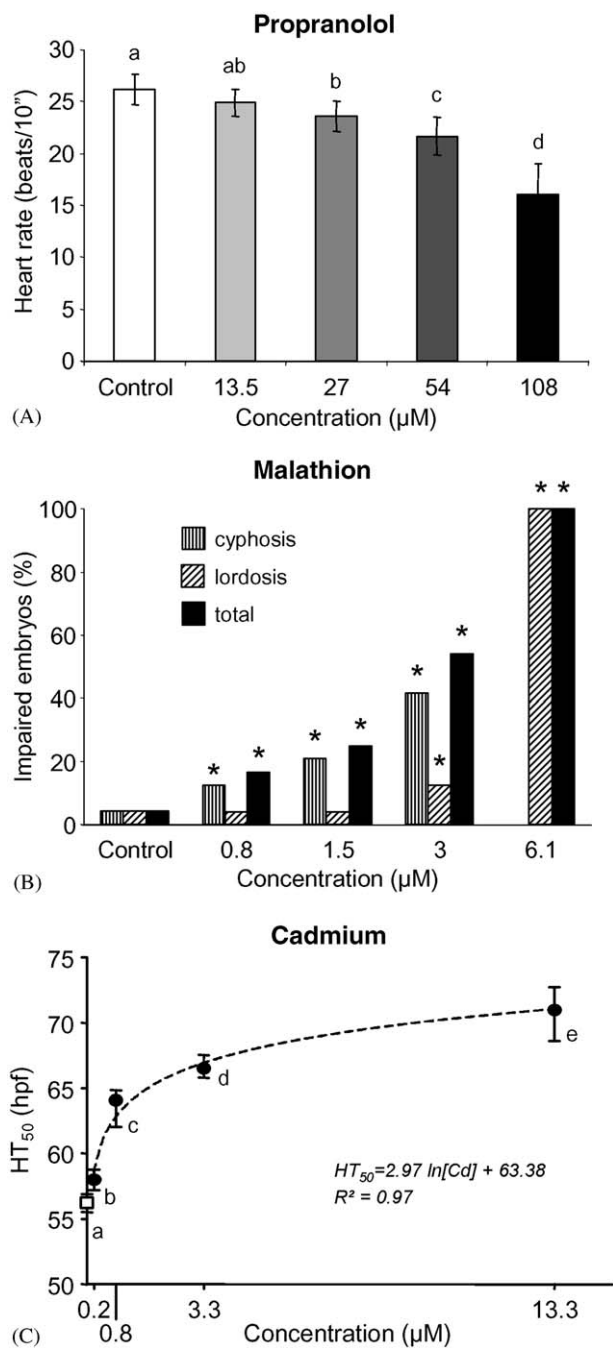 Propranolol
30
25
20
15
10
5
0
Heart rate (beats/10”)
a
ab
b
c
d
Control 13.5 27 54 108
Concentration (µM)
(A)
Malathion
100
80
60
40
20
0
Impaired embryos (%)
cyphosis
lordosis
total
* *
* *
* *
* * *
Control 0.8 1.5 3 6.1
Concentration (µM)
(B)
Cadmium
75
70
65
60
55
50
HT50 (hpf)
a
b
c
d
e
HT50=2.97 ln[Cd] + 63.38
R² = 0.97
0.2 3.3 13.3
0.8
Concentration (µM)
(C)